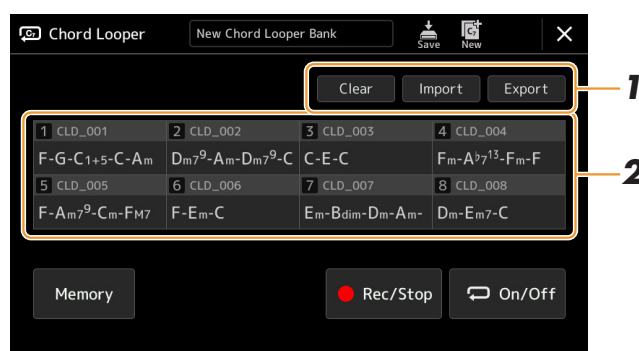 Chord Looper New Chord Looper Bank Save New
Clear Import Export 1
1 CLD_001 2 CLD_002 3 CLD_003 4 CLD_004
F-G-C1+5-C-Am Dm7⁹-Am-Dm7⁹-C C-E-C Fm-A♭7¹³-Fm-F
2
5 CLD_005 6 CLD_006 7 CLD_007 8 CLD_008
F-Am7⁹-Cm-FM7 F-Em-C Em-Bdim-Dm-Am- Dm-Em7-C
Memory Rec/Stop On/Off